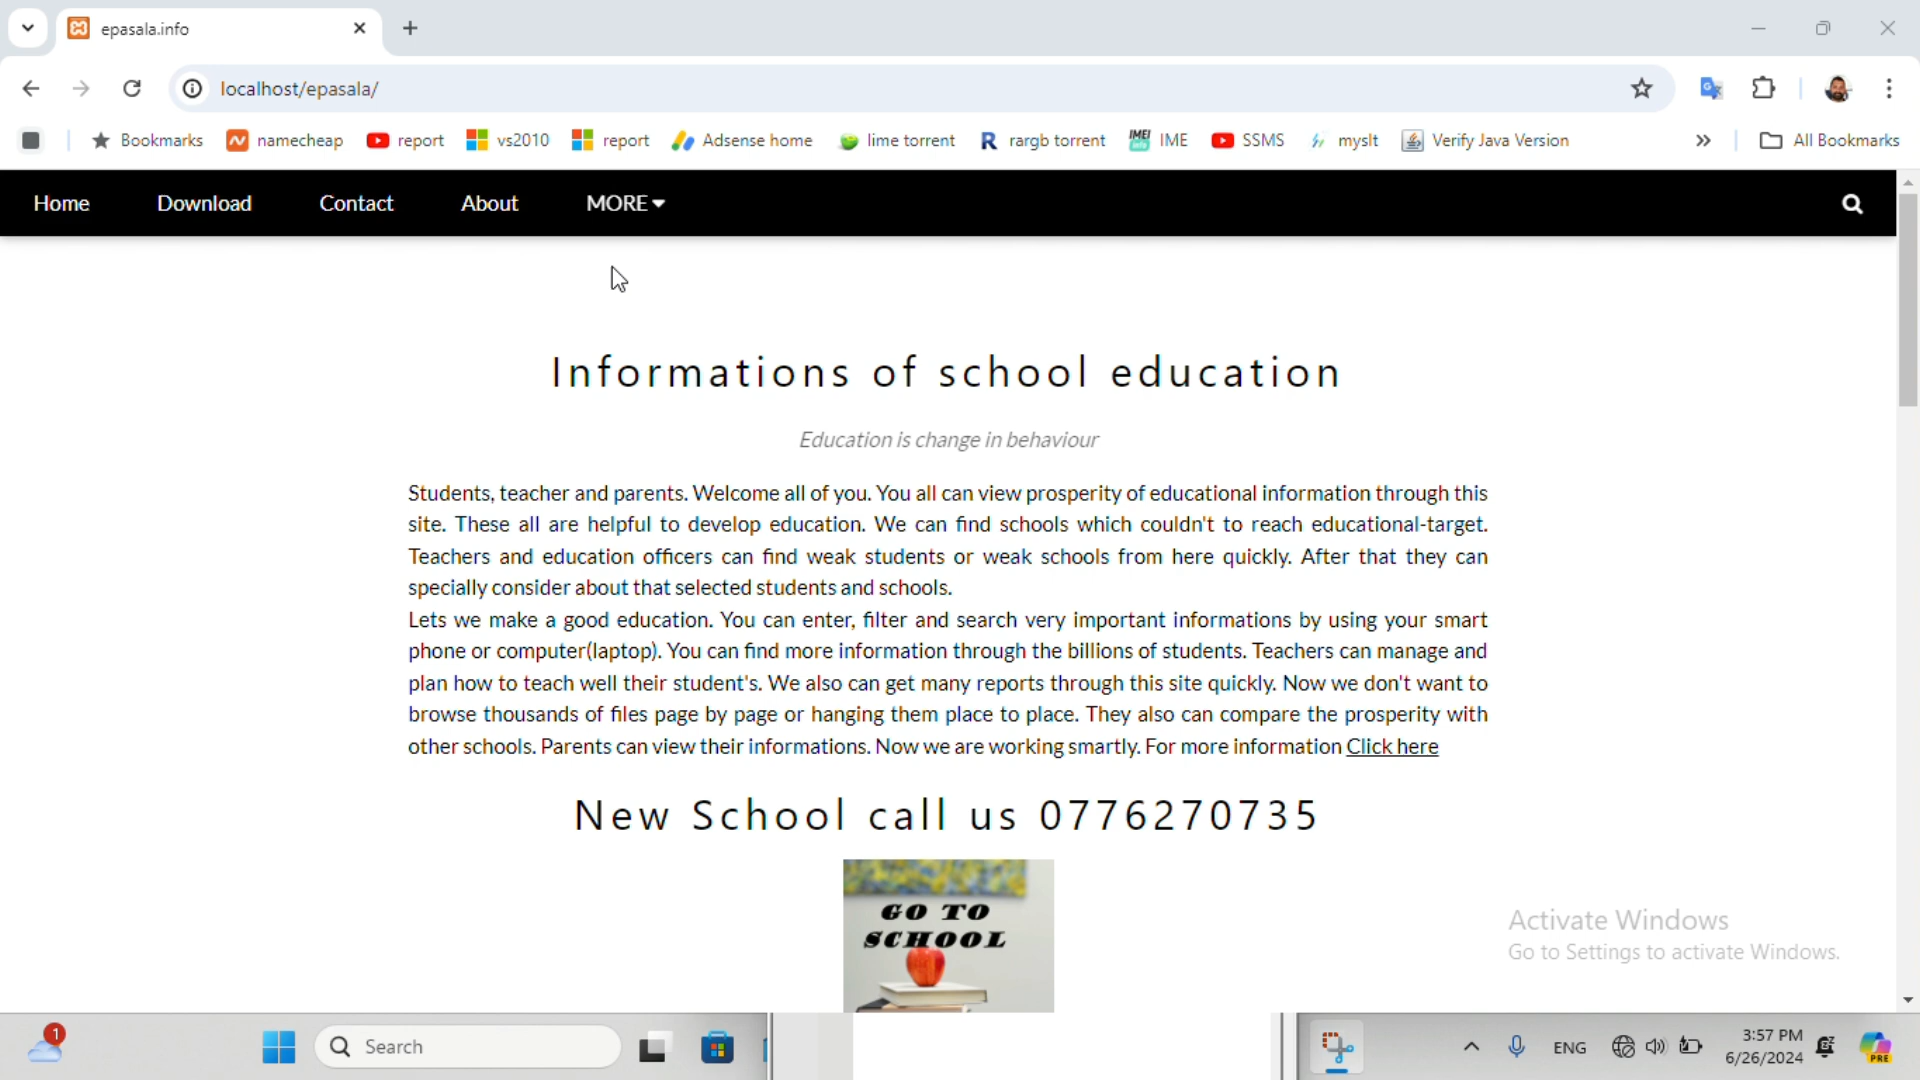 epasala.info
localhost/epasala/
Bookmarks namecheap report vs2010 report Adsense home lime torrent R rargb torrent IMEI info IME SSMS myslt Verify Java Version » All Bookmarks
Home Download Contact About MORE
Informations of school education
Education is change in behaviour
Students, teacher and parents. Welcome all of you. You all can view prosperity of educational information through this
site. These all are helpful to develop education. We can find schools which couldn't to reach educational-target.
Teachers and education officers can find weak students or weak schools from here quickly. After that they can
specially consider about that selected students and schools.
Lets we make a good education. You can enter, filter and search very important informations by using your smart
phone or computer(laptop). You can find more information through the billions of students. Teachers can manage and
plan how to teach well their student's. We also can get many reports through this site quickly. Now we don't want to
browse thousands of files page by page or hanging them place to place. They also can compare the prosperity with
other schools. Parents can view their informations. Now we are working smartly. For more information Click here
New School call us 0776270735
GO TO
SCHOOL
Activate Windows
Go to Settings to activate Windows.
1
Search
ENG
3:57 PM
6/26/2024
PRE